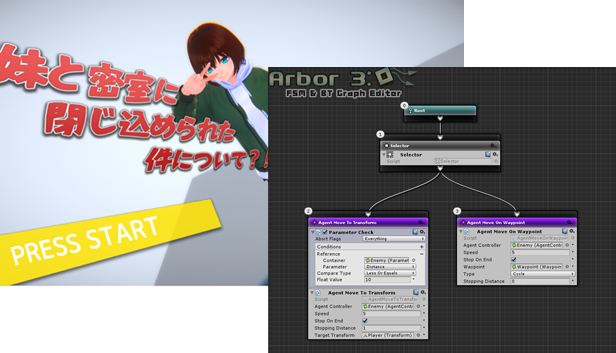 妹と密室に
閉じ込められた
件について?!
PRESS START
Arbor 3
FSM & BT Graph Editor
0
Root
1
Selector
Selector
Script
Selector
2
Agent Move To Transform
Parameter Check
Abort Flags Everything
Conditions
Reference
Container Enemy (Paramet
Parameter Distance
Compare Type Less Or Equals
Float Value 10
Agent Move To Transform
Script AgentMoveToTransfor
Agent Controller Enemy (AgentContr
Speed 5
Stop On End
Stopping Distance 1
Target Transform Player (Transform)
3
Agent Move On Waypoint
Agent Move On Waypoint
Script AgentMoveOnWaypoint
Agent Controller Enemy (AgentContr
Speed 5
Stop On End
Waypoint Waypoint (Waypoint
Type Cycle
Stopping Distance 0